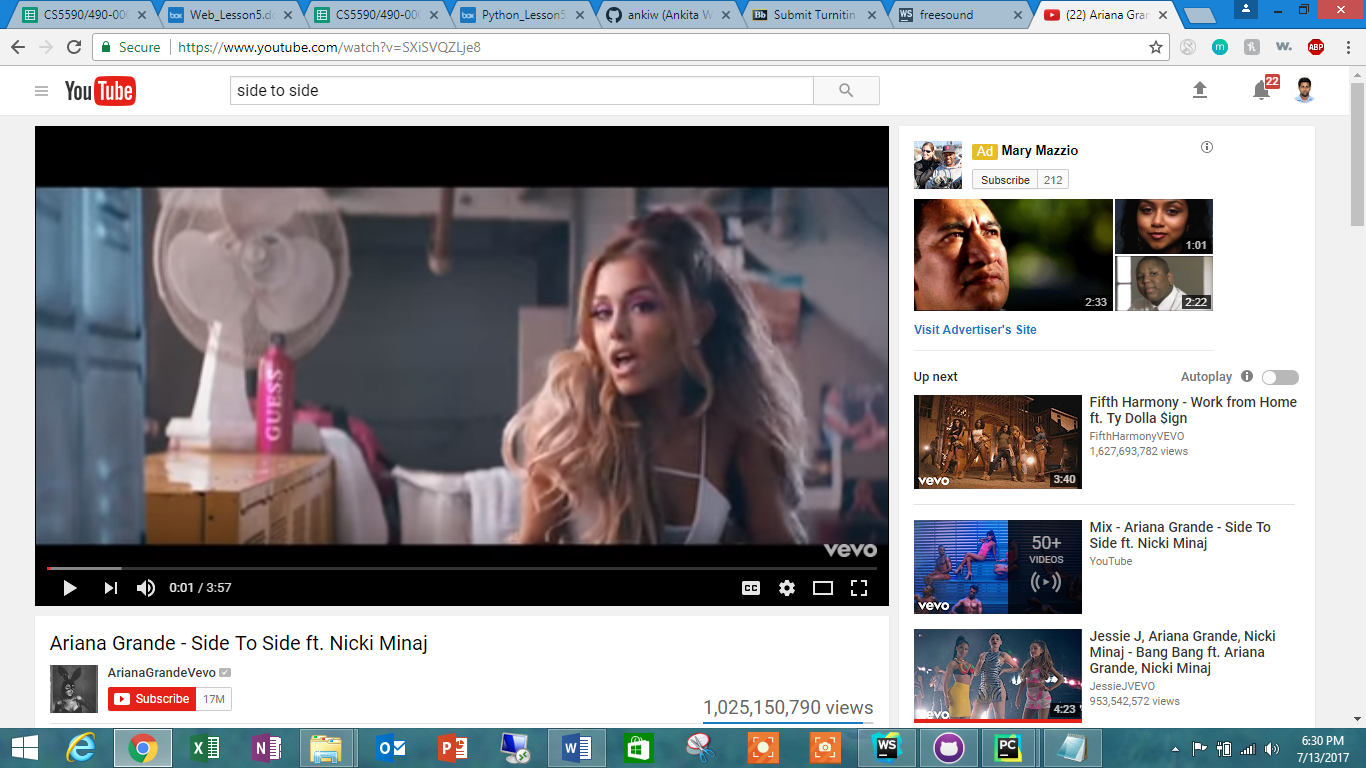 CS5590/490-00
Web_Lesson5.d
CS5590/490-00
Python_Lesson5
ankiw (Ankita W
Submit Turnitin
freesound
(22) Ariana Gran
Secure https://www.youtube.com/watch?v=SXiSVQZLje8
YouTube
side to side
22
GUESS
vevo
0:01 / 3:57
CC
Ariana Grande - Side To Side ft. Nicki Minaj
ArianaGrandeVevo
Subscribe 17M
1,025,150,790 views
Ad Mary Mazzio
Subscribe 212
2:33
1:01
2:22
Visit Advertiser's Site
Up next
Autoplay
Fifth Harmony - Work from Home
ft. Ty Dolla $ign
FifthHarmonyVEVO
1,627,693,782 views
vevo
3:40
Mix - Ariana Grande - Side To
Side ft. Nicki Minaj
YouTube
50+
VIDEOS
vevo
Jessie J, Ariana Grande, Nicki
Minaj - Bang Bang ft. Ariana
Grande, Nicki Minaj
JessieJVEVO
953,542,572 views
vevo
4:23
6:30 PM
7/13/2017